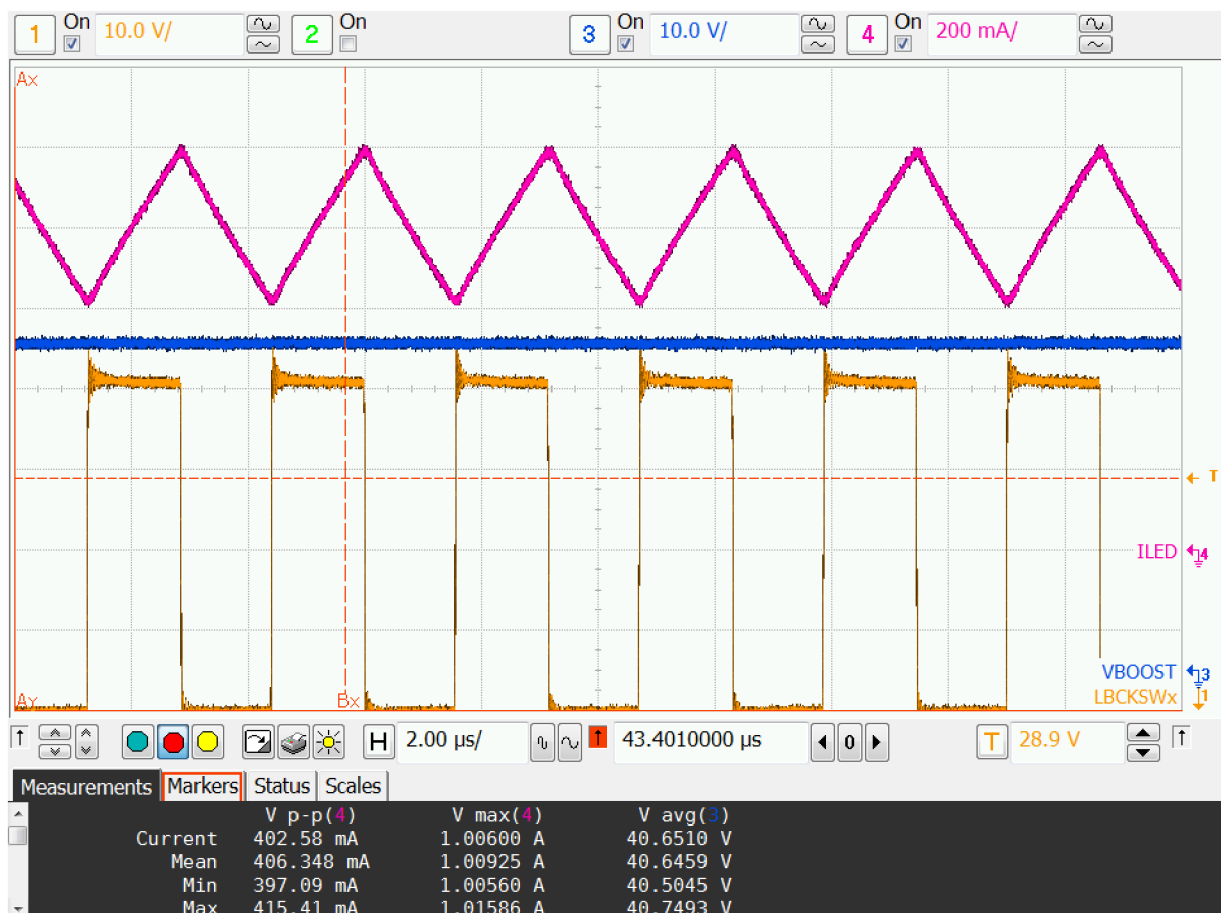 1 On 10.0 V/ 2 On 3 On 10.0 V/ 4 On 200 mA/
Ax
T
ILED 4
VBOOST 3
LBCKSWx 1
Ay Bx
H 2.00 µs/ 43.4010000 µs 0 T 28.9 V
Measurements Markers Status Scales
V p-p(4) V max(4) V avg(3)
Current 402.58 mA 1.00600 A 40.6510 V
Mean 406.348 mA 1.00925 A 40.6459 V
Min 397.09 mA 1.00560 A 40.5045 V
Max 415.41 mA 1.01586 A 40.7493 V